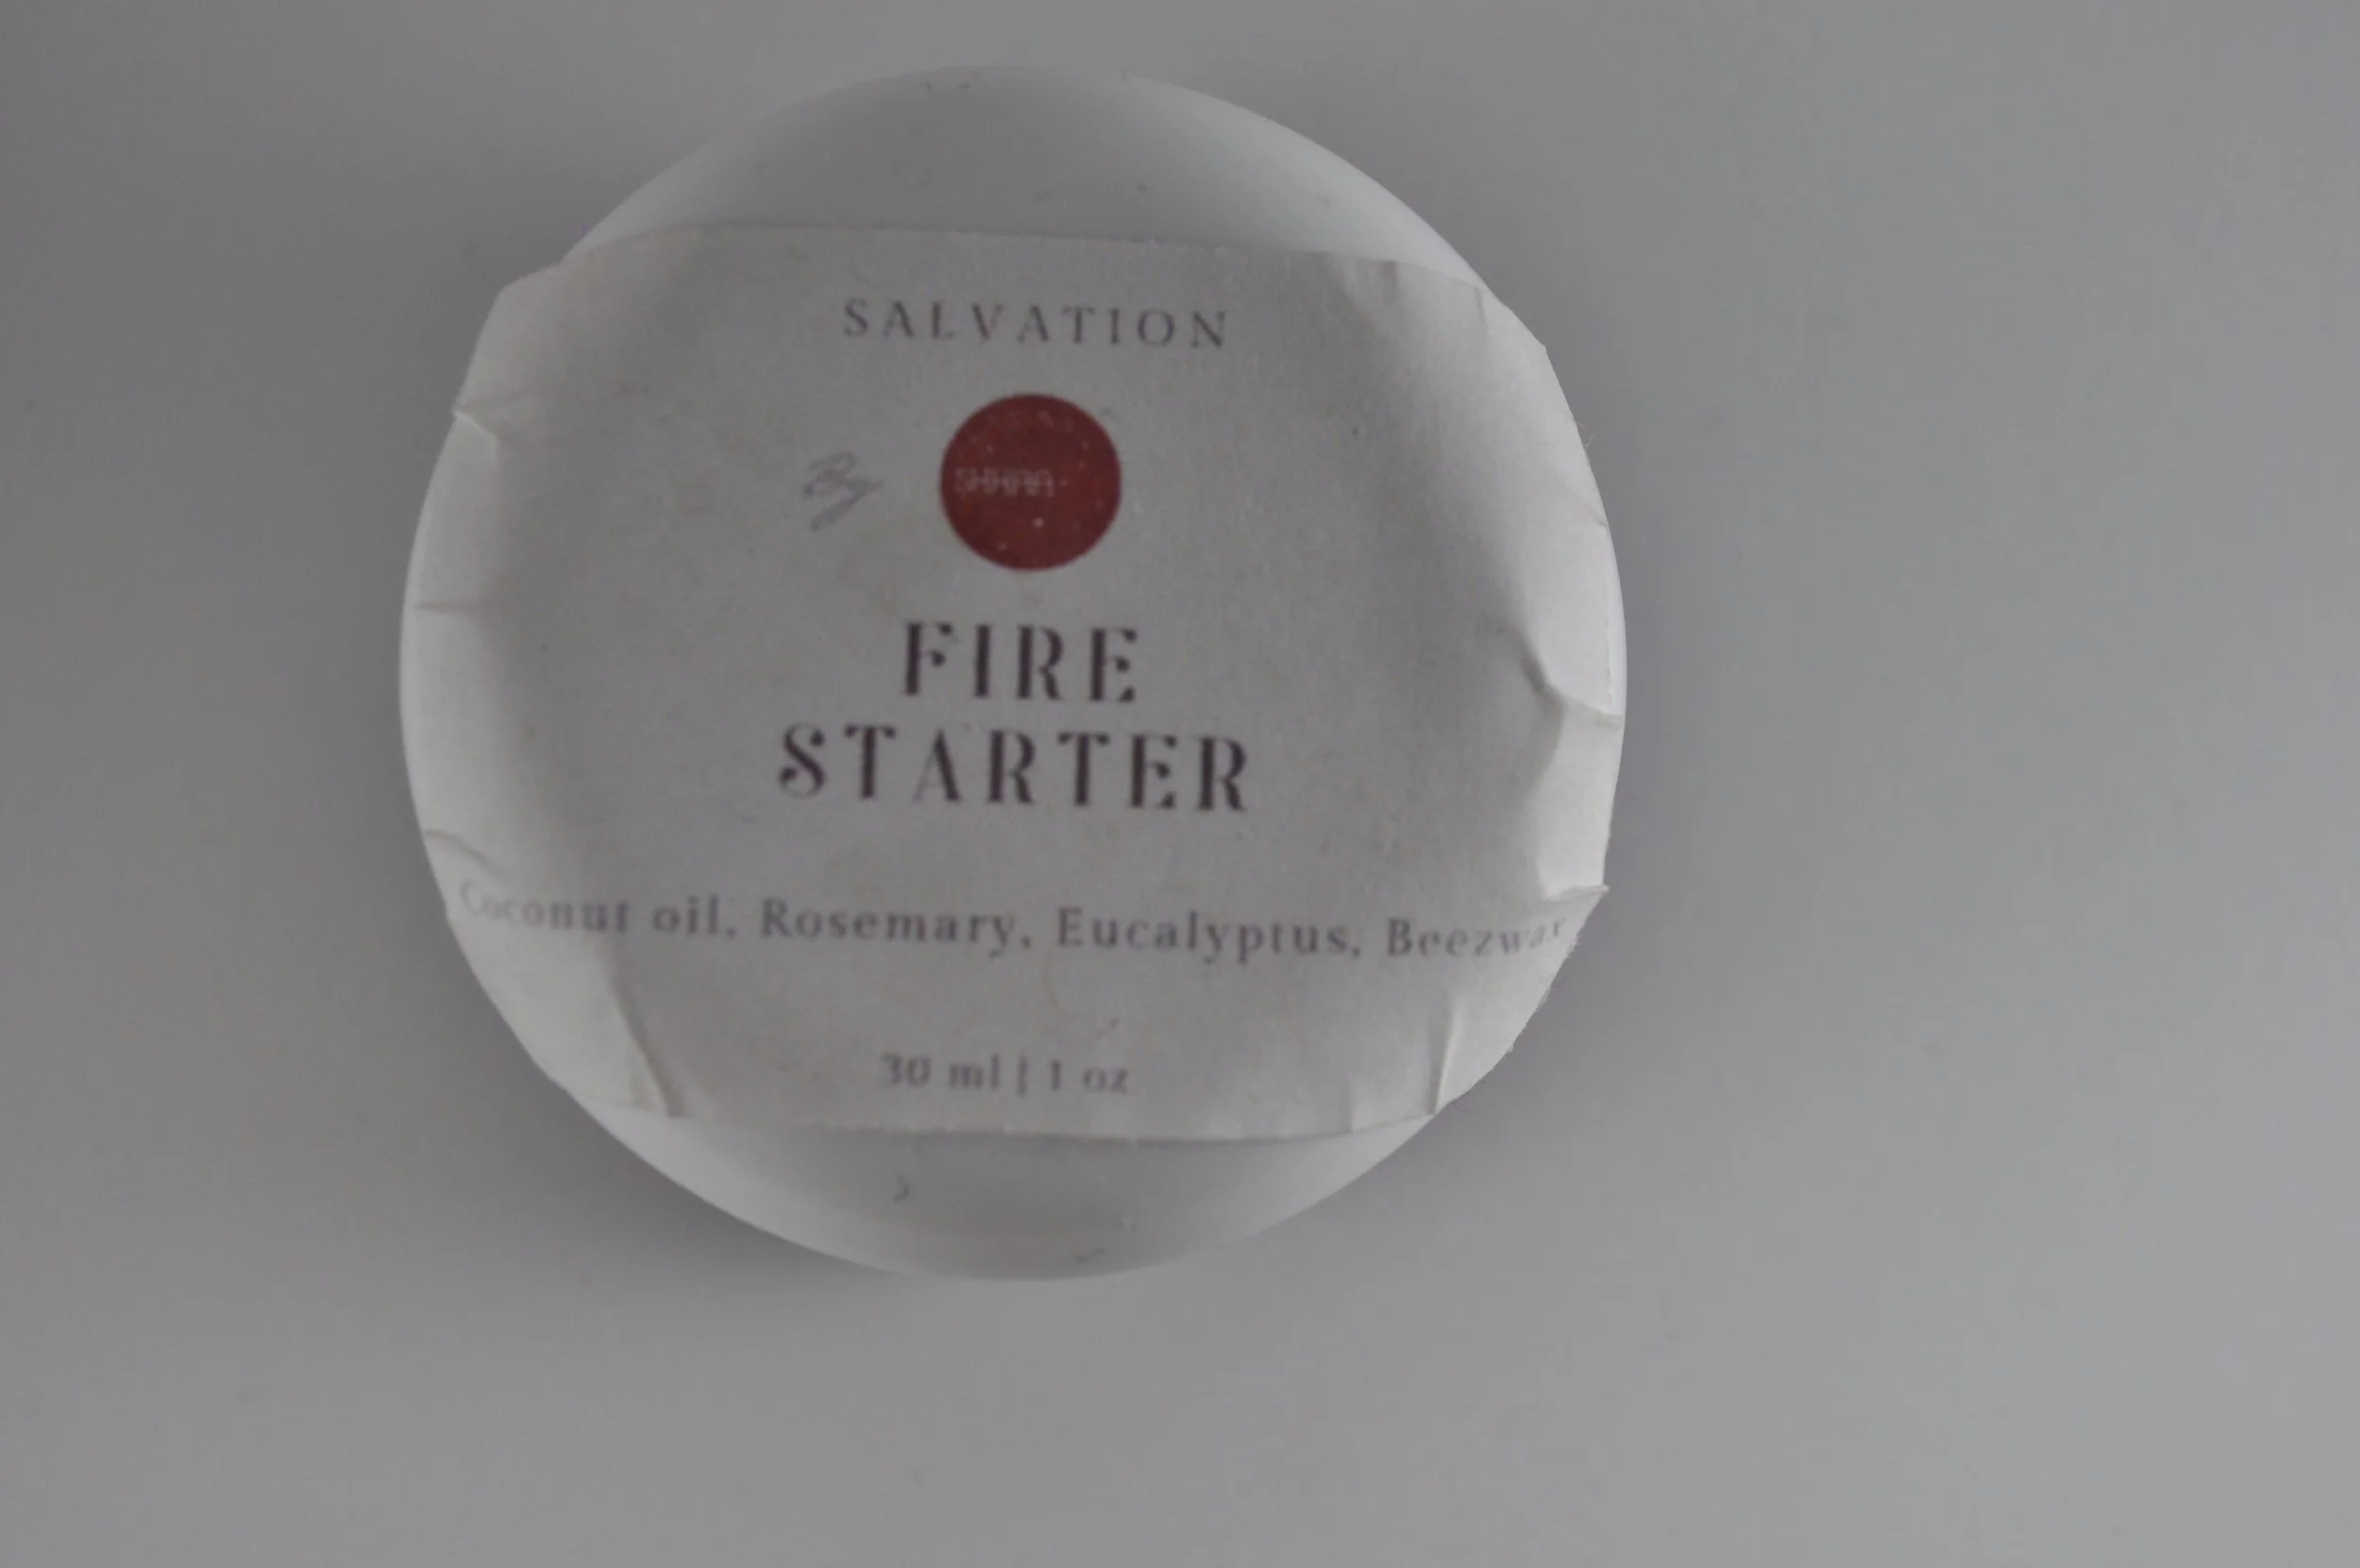 SALVATION
By
FIRE
STARTER
Coconut oil, Rosemary, Eucalyptus, Beezwax
30 ml | 1 oz